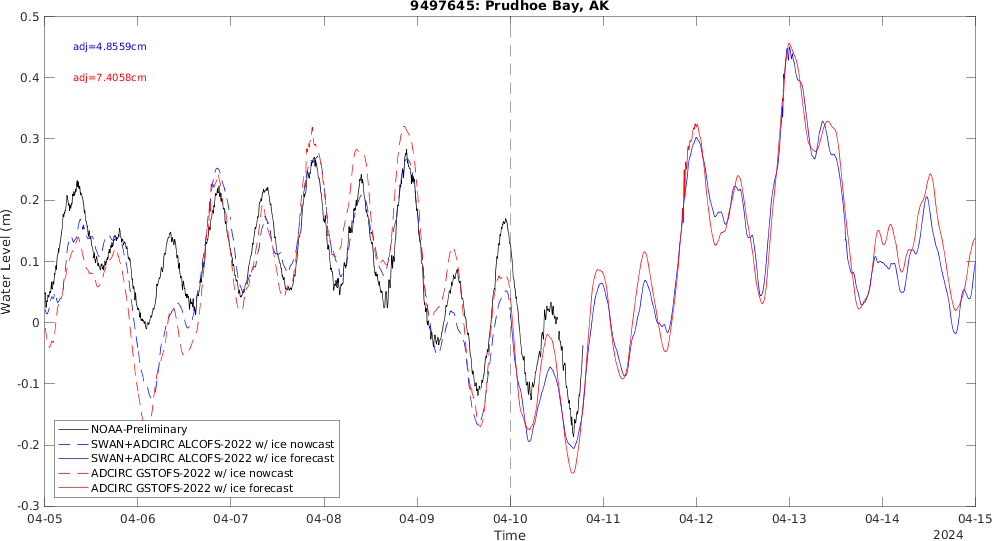 9497645: Prudhoe Bay, AK
adj=4.8559cm
adj=7.4058cm
Water Level (m)
0.5
0.4
0.3
0.2
0.1
0
-0.1
-0.2
-0.3
NOAA-Preliminary
SWAN+ADCIRC ALCOFS-2022 w/ ice nowcast
SWAN+ADCIRC ALCOFS-2022 w/ ice forecast
ADCIRC GSTOFS-2022 w/ ice nowcast
ADCIRC GSTOFS-2022 w/ ice forecast
04-05 04-06 04-07 04-08 04-09 04-10 04-11 04-12 04-13 04-14 04-15
Time
2024